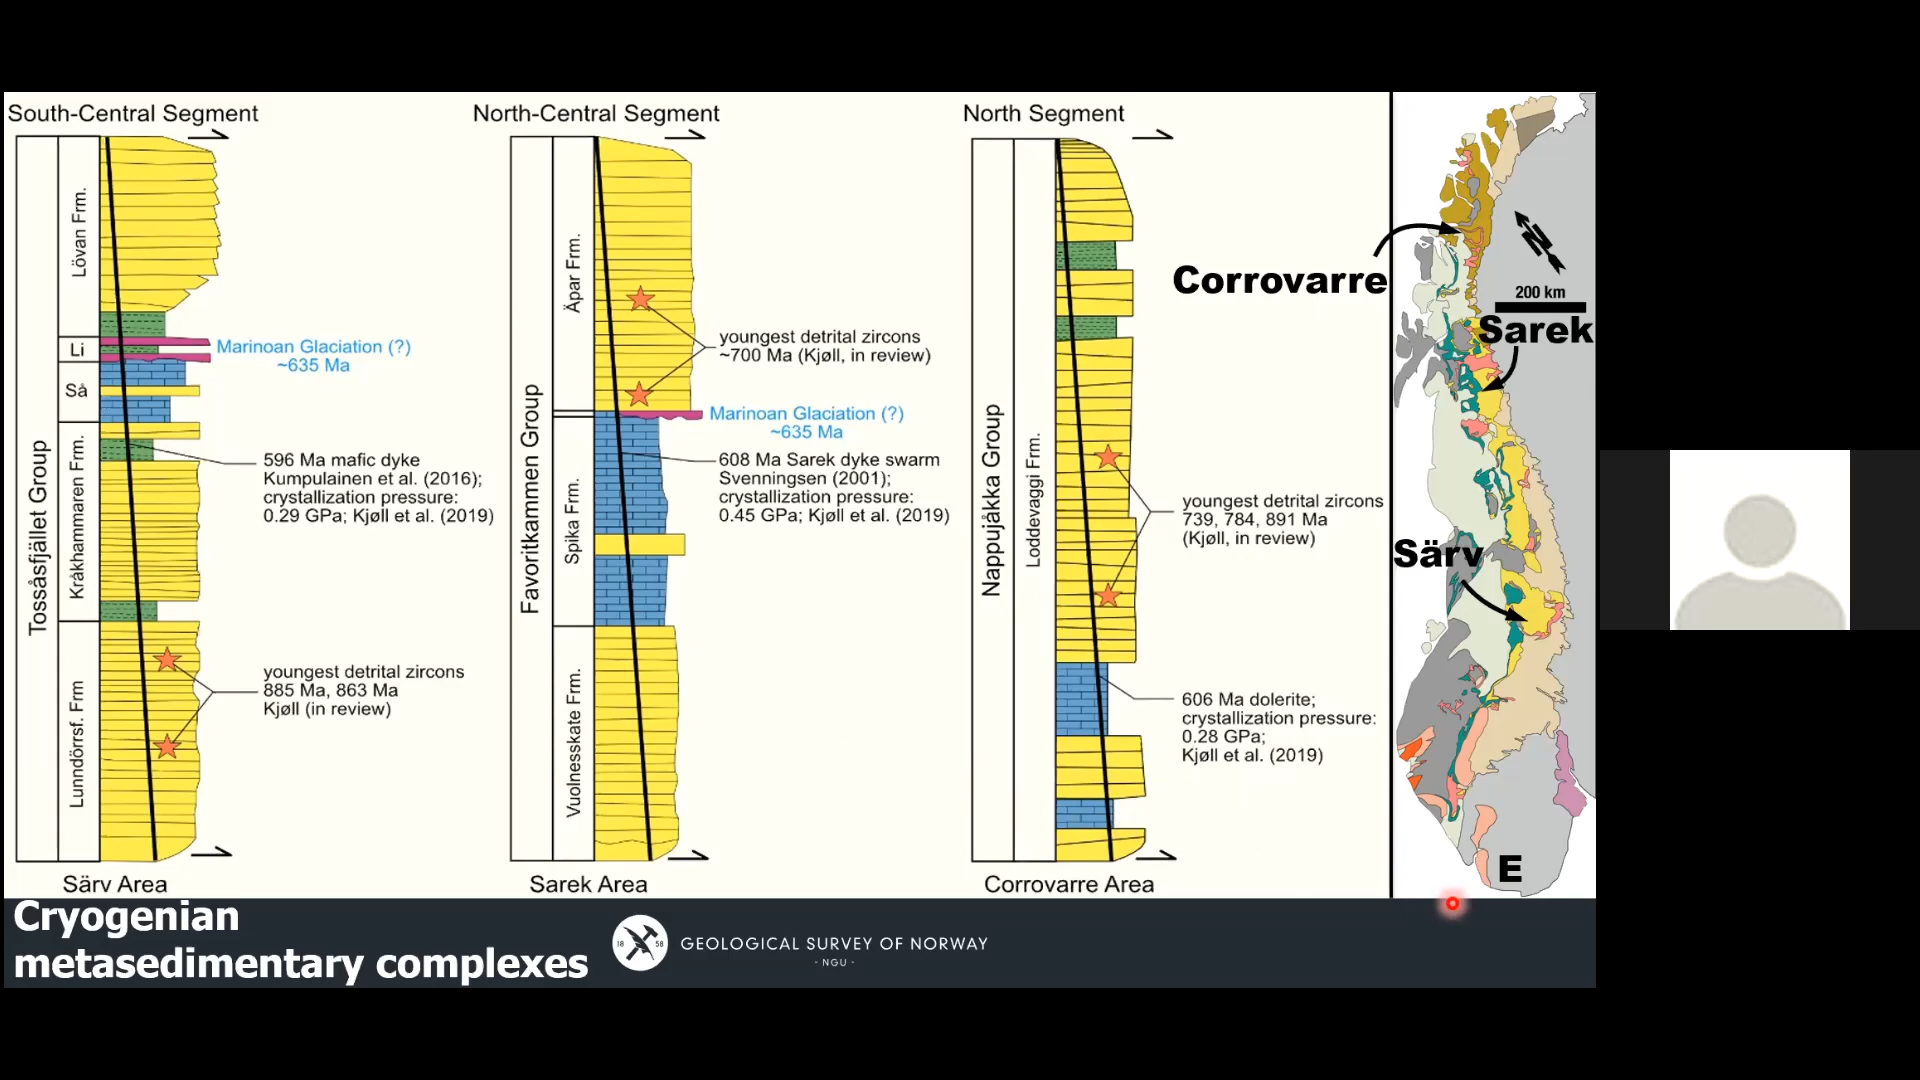 South-Central Segment
Tossåsfjället Group
Lövan Frm.
Li
Så
Kråkhammaren Frm.
Lunndörrsf. Frm
Marinoan Glaciation (?)
~635 Ma
596 Ma mafic dyke
Kumpulainen et al. (2016);
crystallization pressure:
0.29 GPa; Kjøll et al. (2019)
youngest detrital zircons
885 Ma, 863 Ma
Kjøll (in review)
Särv Area
North-Central Segment
Favoritkammen Group
Äpar Frm.
Spika Frm.
Vuolnesskate Frm.
youngest detrital zircons
~700 Ma (Kjøll, in review)
Marinoan Glaciation (?)
~635 Ma
608 Ma Sarek dyke swarm
Svenningsen (2001);
crystallization pressure:
0.45 GPa; Kjøll et al. (2019)
Sarek Area
North Segment
Nappujåkka Group
Loddevaggi Frm.
youngest detrital zircons
739, 784, 891 Ma
(Kjøll, in review)
606 Ma dolerite;
crystallization pressure:
0.28 GPa;
Kjøll et al. (2019)
Corrovarre Area
Corrovarre
N
200 km
Sarek
Särv
E
Cryogenian
metasedimentary complexes
18 58
GEOLOGICAL SURVEY OF NORWAY
- NGU -